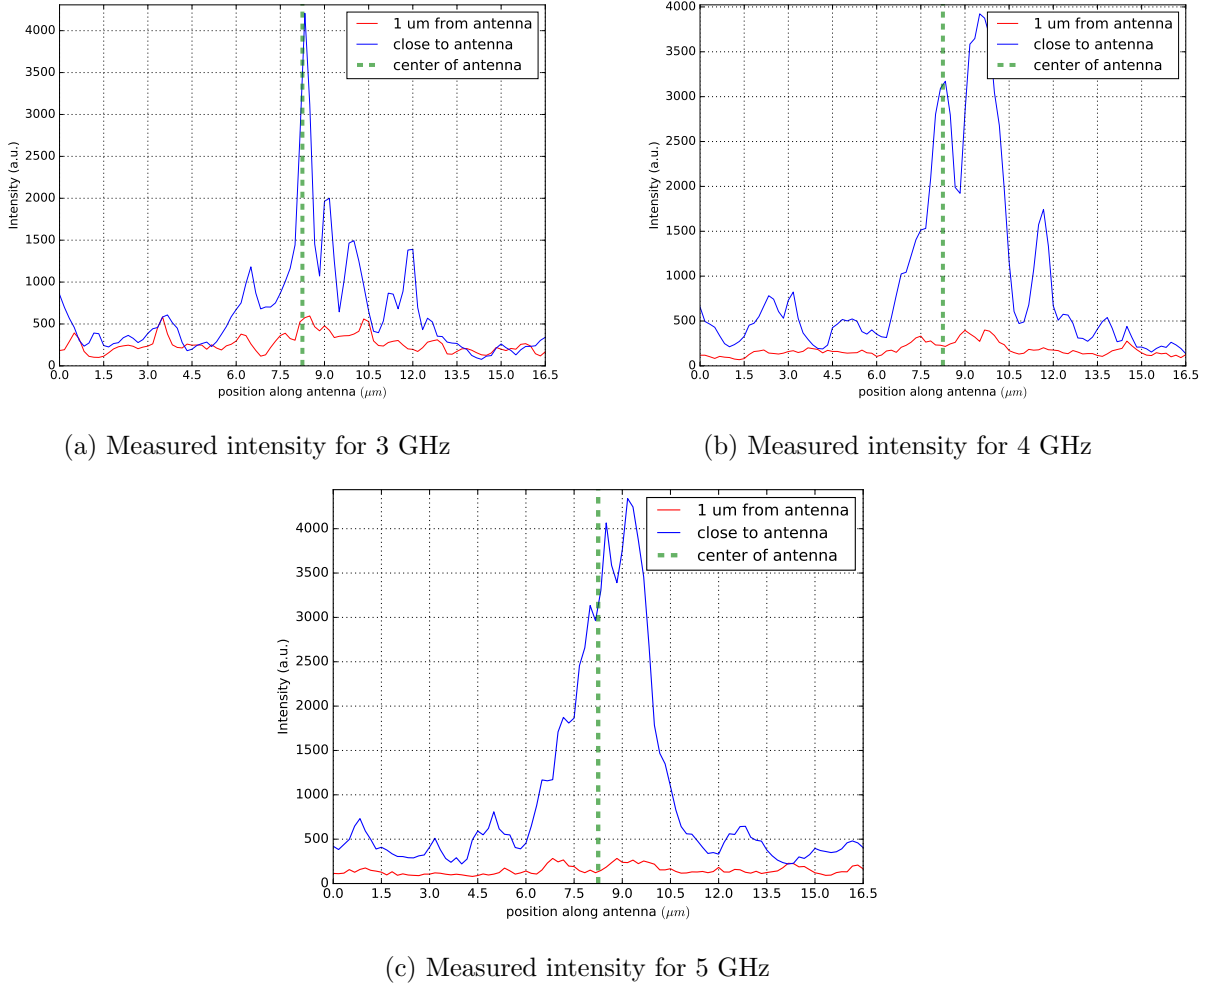 1 um from antenna
close to antenna
center of antenna
Intensity (a.u.)
4000
3500
3000
2500
2000
1500
1000
500
0
0.0 1.5 3.0 4.5 6.0 7.5 9.0 10.5 12.0 13.5 15.0 16.5
position along antenna (μm)
(a) Measured intensity for 3 GHz
1 um from antenna
close to antenna
center of antenna
Intensity (a.u.)
4000
3500
3000
2500
2000
1500
1000
500
0
0.0 1.5 3.0 4.5 6.0 7.5 9.0 10.5 12.0 13.5 15.0 16.5
position along antenna (μm)
(b) Measured intensity for 4 GHz
1 um from antenna
close to antenna
center of antenna
Intensity (a.u.)
4000
3500
3000
2500
2000
1500
1000
500
0
0.0 1.5 3.0 4.5 6.0 7.5 9.0 10.5 12.0 13.5 15.0 16.5
position along antenna (μm)
(c) Measured intensity for 5 GHz